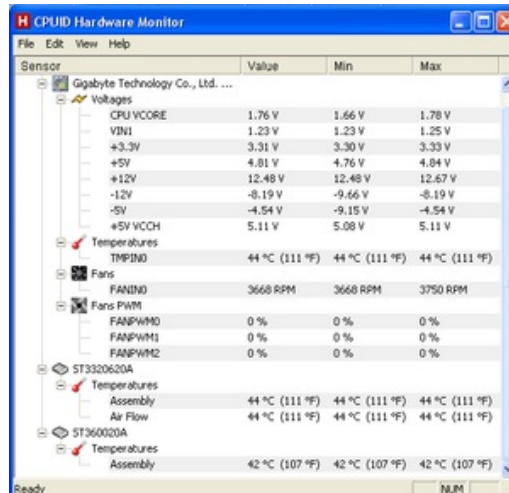 CPUID Hardware Monitor
File Edit View Help
Sensor Value Min Max
Gigabyte Technology Co., Ltd. ...
Voltages
CPU VCORE 1.76 V 1.66 V 1.78 V
VIN1 1.23 V 1.23 V 1.25 V
+3.3V 3.31 V 3.30 V 3.33 V
+5V 4.81 V 4.76 V 4.84 V
+12V 12.48 V 12.48 V 12.67 V
-12V -8.19 V -9.66 V -8.19 V
-5V -4.54 V -9.15 V -4.54 V
+5V VCCH 5.11 V 5.08 V 5.11 V
Temperatures
TMPIN0 44 °C (111 °F) 44 °C (111 °F) 44 °C (111 °F)
Fans
FANIN0 3668 RPM 3668 RPM 3750 RPM
Fans PWM
FANPWM0 0 % 0 % 0 %
FANPWM1 0 % 0 % 0 %
FANPWM2 0 % 0 % 0 %
ST3320620A
Temperatures
Assembly 44 °C (111 °F) 44 °C (111 °F) 44 °C (111 °F)
Air Flow 44 °C (111 °F) 44 °C (111 °F) 44 °C (111 °F)
ST360020A
Temperatures
Assembly 42 °C (107 °F) 42 °C (107 °F) 42 °C (107 °F)
Ready NUM